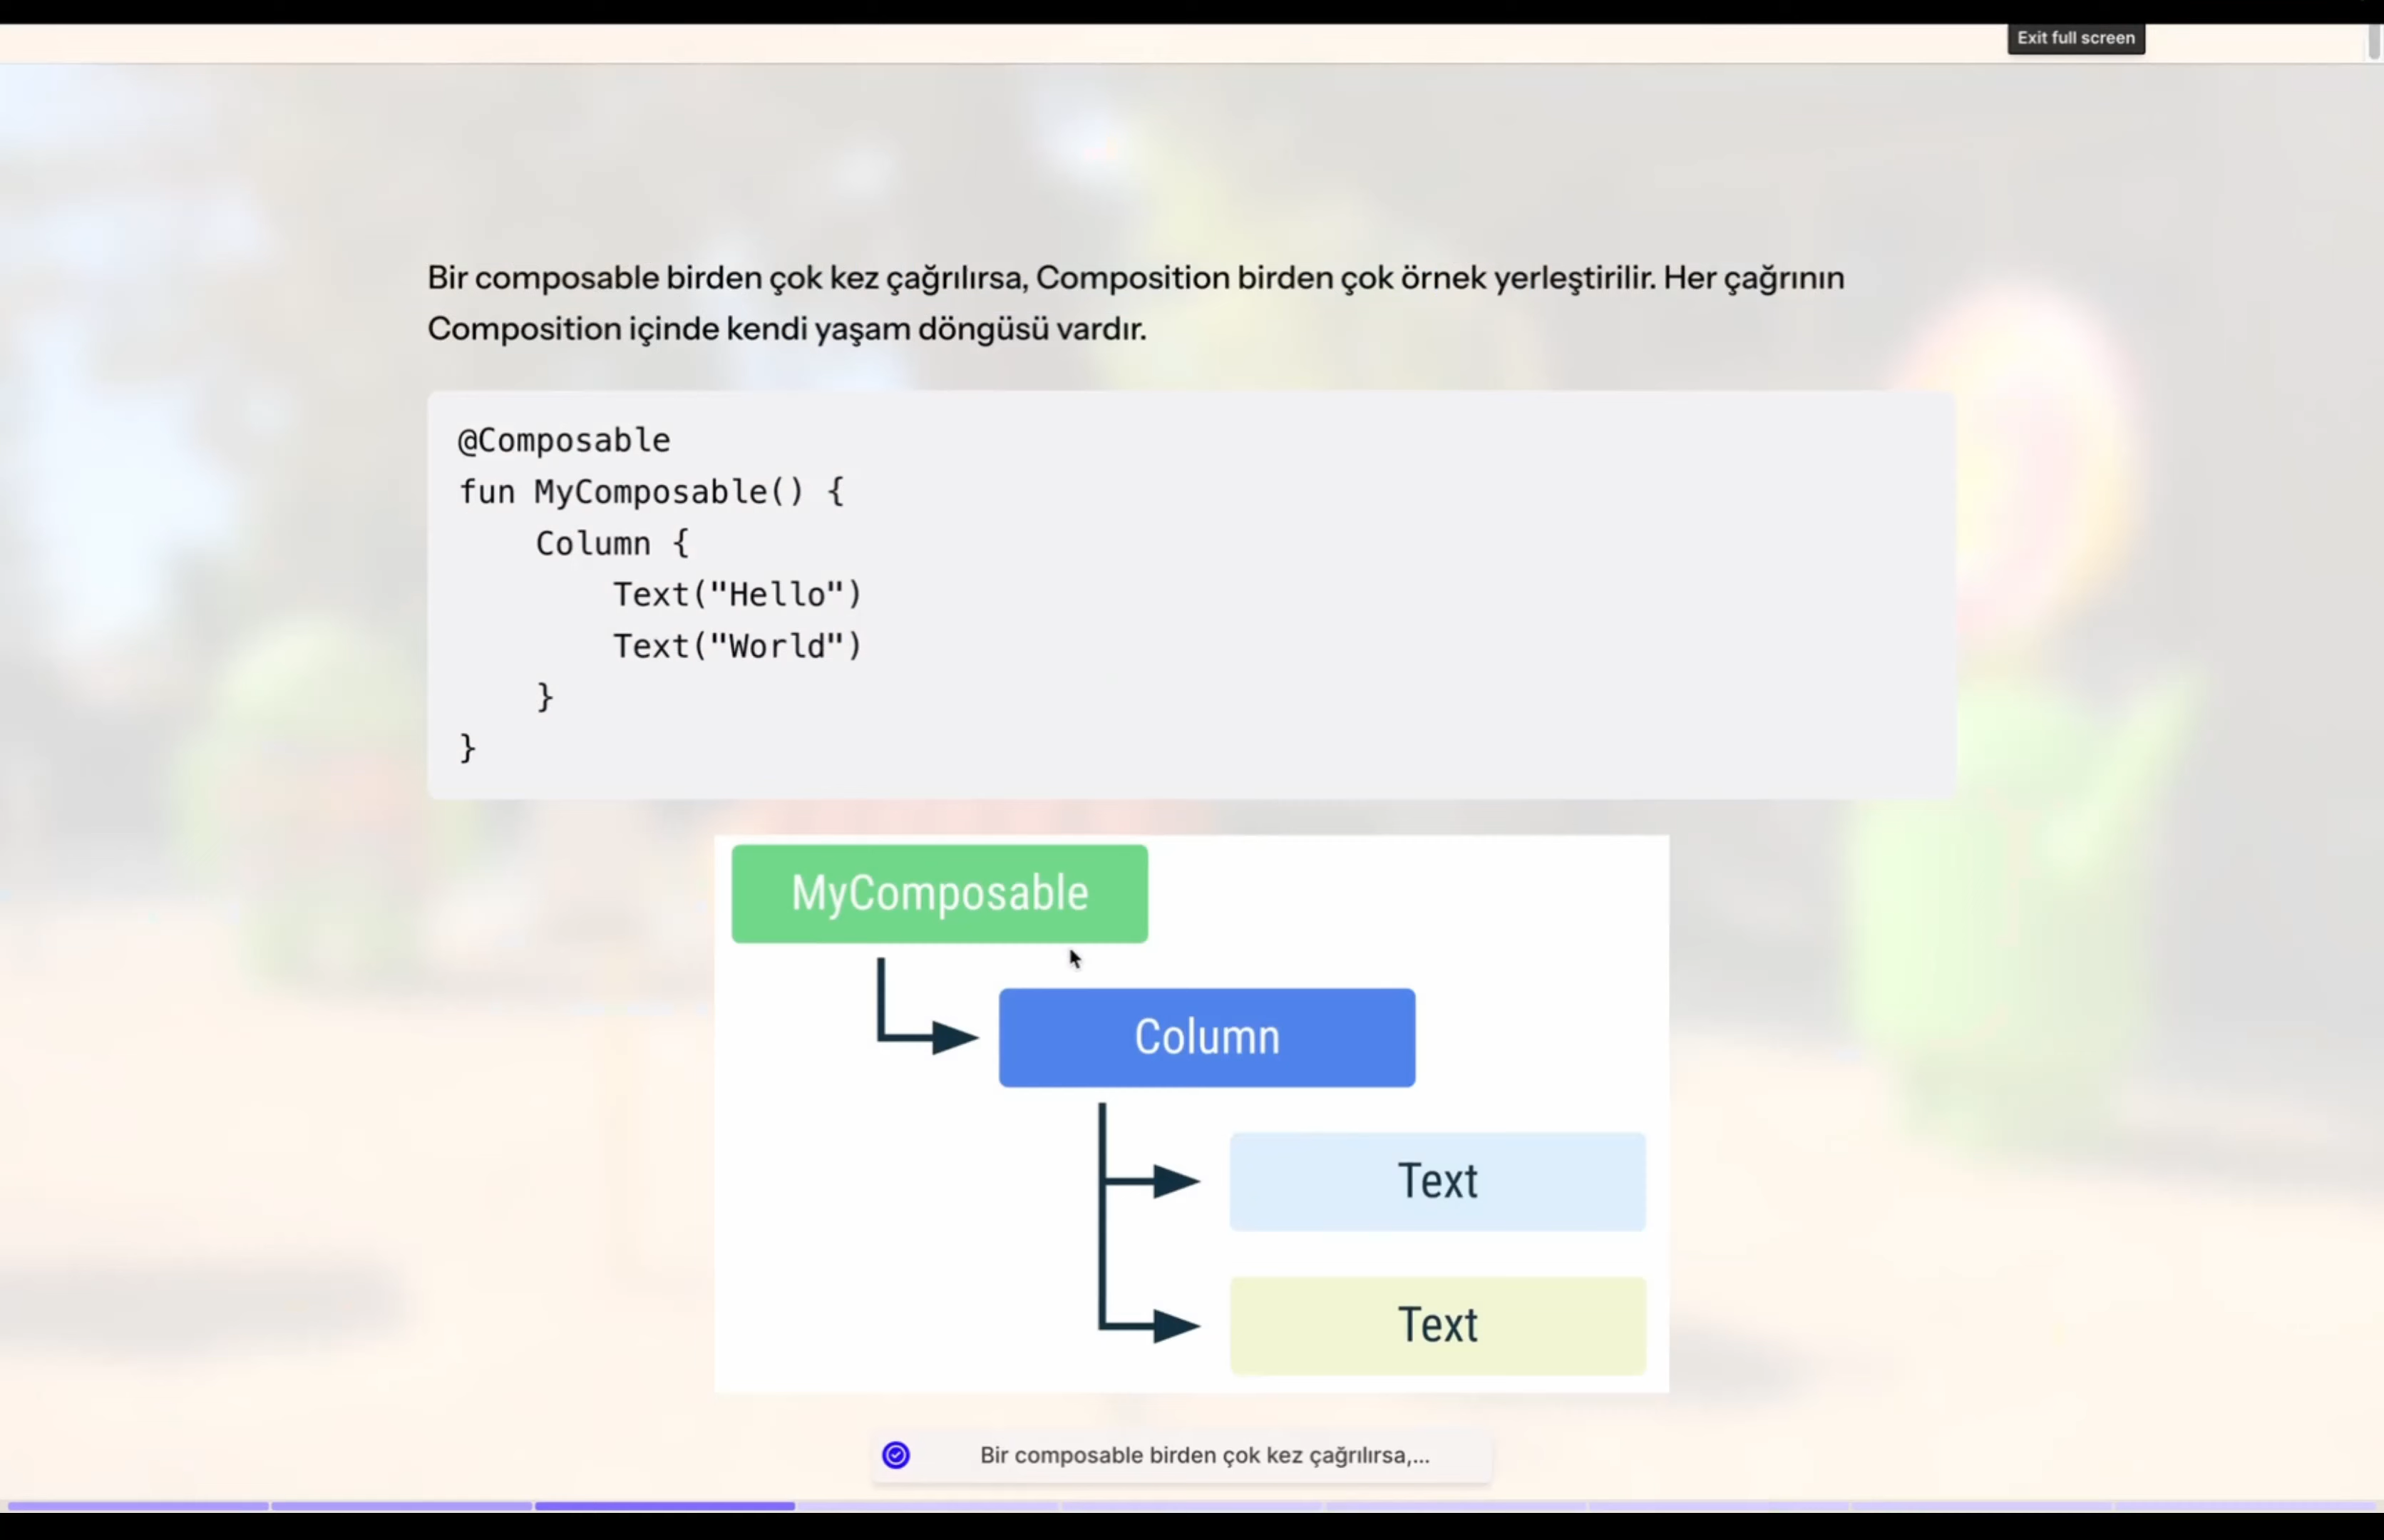 Exit full screen
Bir composable birden çok kez çağrılırsa, Composition birden çok örnek yerleştirilir. Her çağrının
Composition içinde kendi yaşam döngüsü vardır.
@Composable
fun MyComposable() {
    Column {
        Text("Hello")
        Text("World")
    }
}
MyComposable
Column
Text
Text
Bir composable birden çok kez çağrılırsa,...